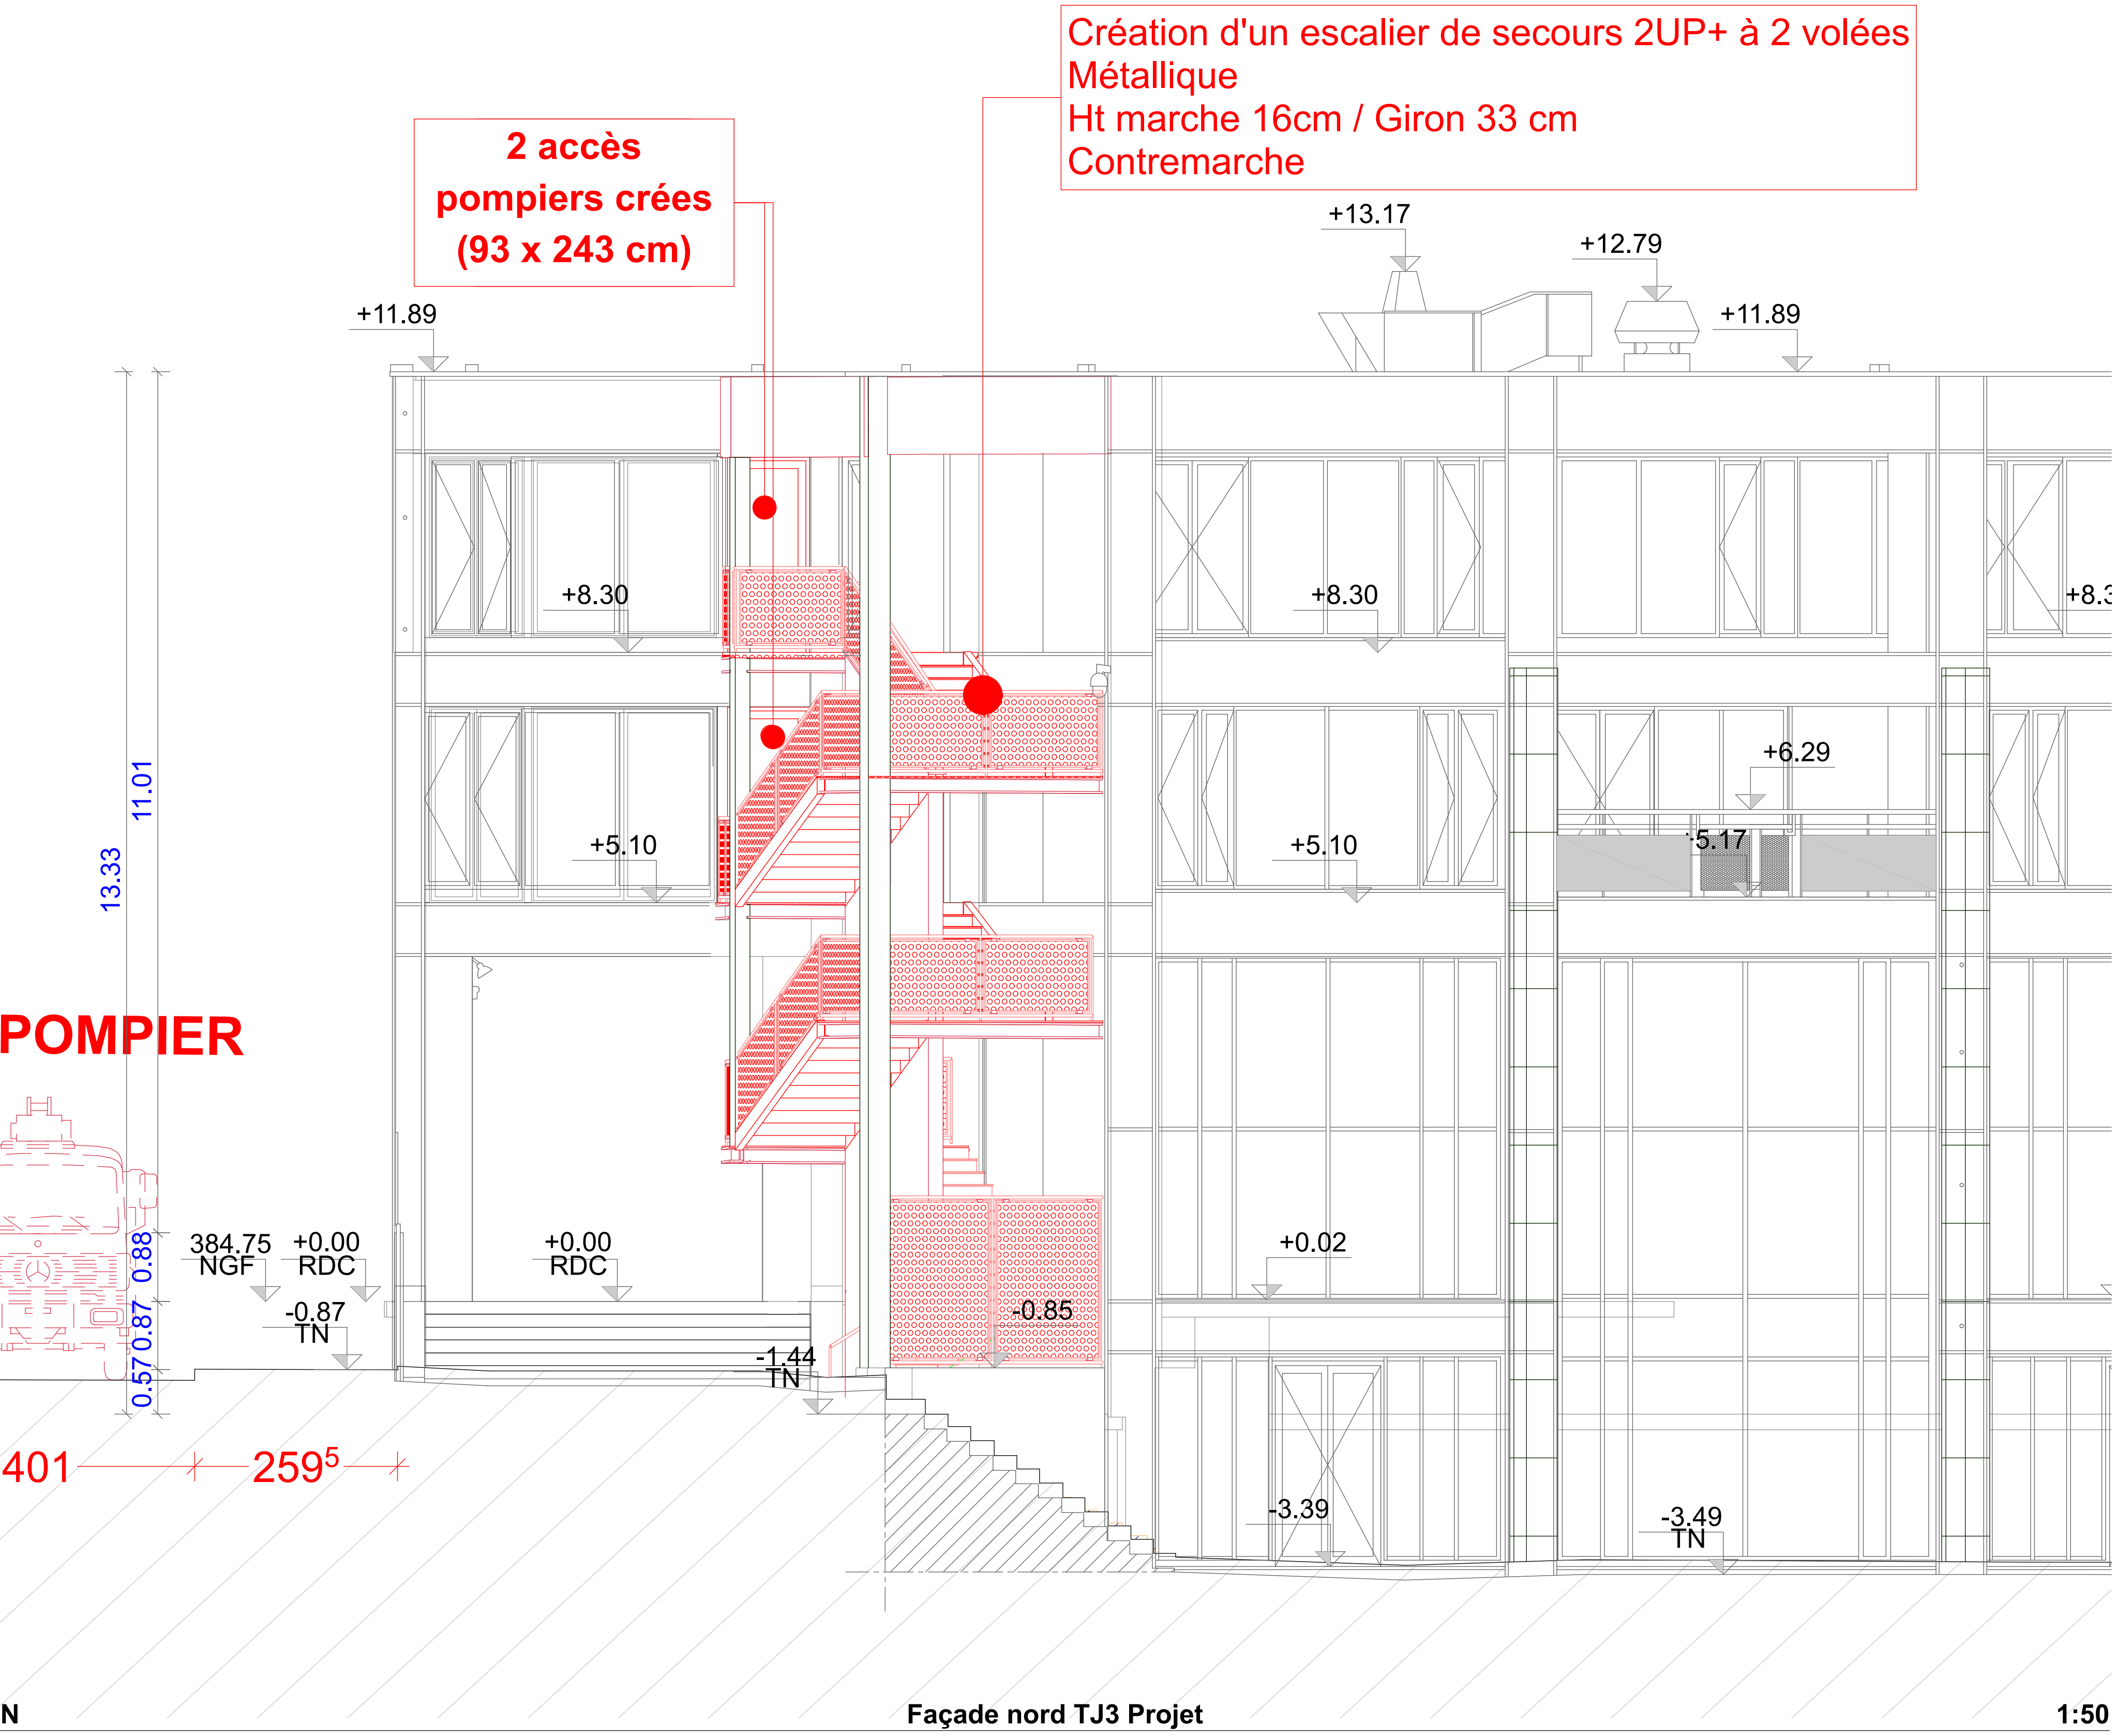 Création d'un escalier de secours 2UP+ à 2 volées
Métallique
Ht marche 16cm / Giron 33 cm
Contremarche
2 accès
pompiers crées
(93 x 243 cm)
+13.17
+12.79
+11.89
+11.89
+8.30
+8.30
+8.3
11.01
13.33
+6.29
+5.10
+5.10
5.17
POMPIER
0.88
384.75
NGF
+0.00
RDC
+0.00
RDC
+0.02
-0.87
TN
-0.85
0.87
0.57
-1.44
TN
401
259⁵
-3.39
-3.49
TN
N
Façade nord TJ3 Projet
1:50